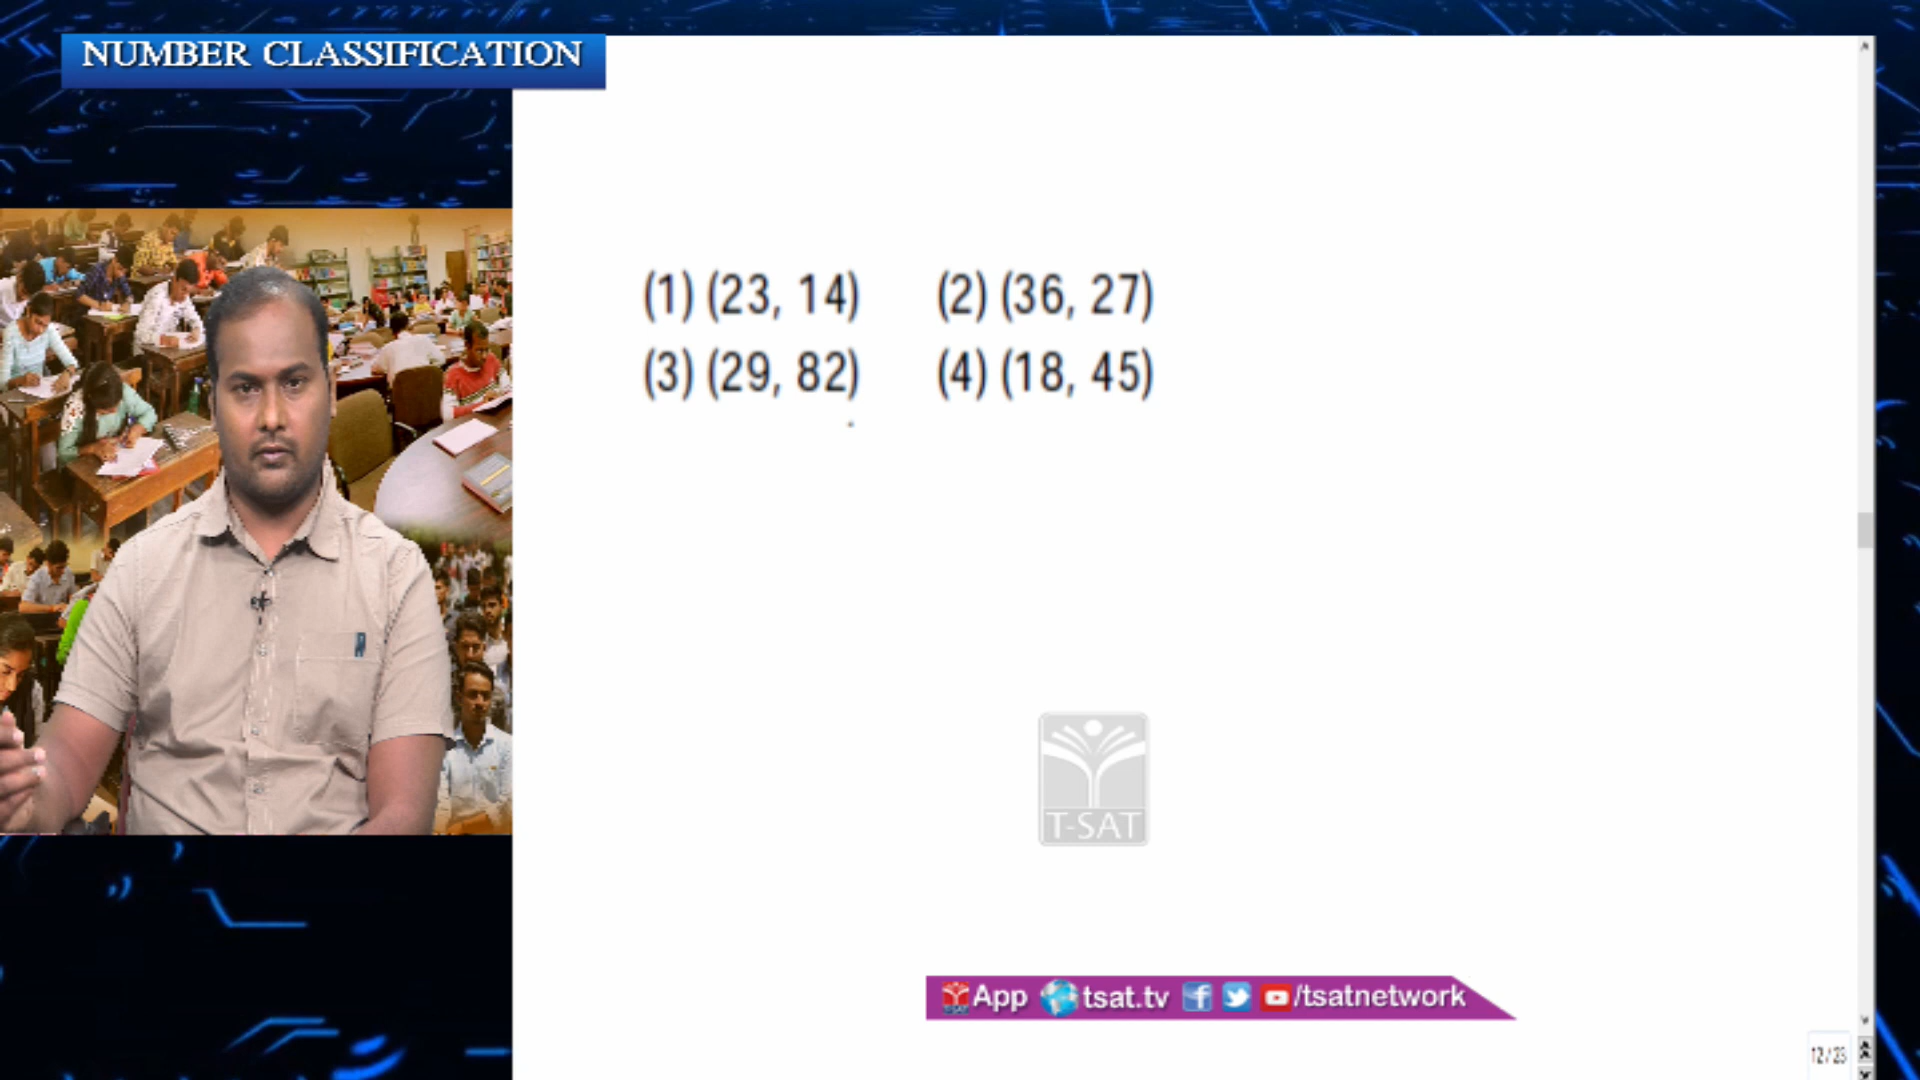 NUMBER CLASSIFICATION
(1) (23, 14) (2) (36, 27)
(3) (29, 82) (4) (18, 45)
T-SAT
App tsat.tv /tsatnetwork
12/23